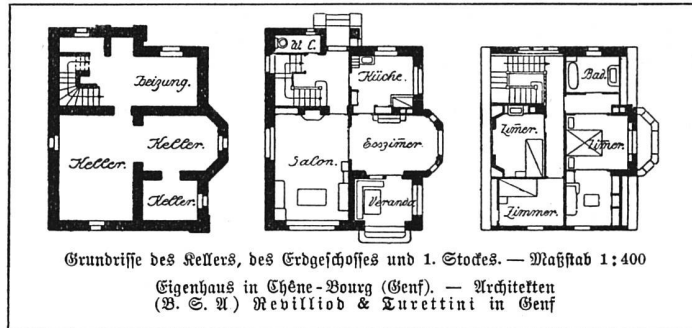 Heizung.
Keller.
Keller.
Keller.
W C.
Küche.
Salon.
Esszimer.
Veranda
Bad.
Zimer.
Zimer.
Zimmer.
Grundrisse des Kellers, des Erdgeschosses und 1. Stockes. — Maßstab 1:400
Eigenhaus in Chêne-Bourg (Genf). — Architekten
(B. S. A) Revilliod & Turettini in Genf